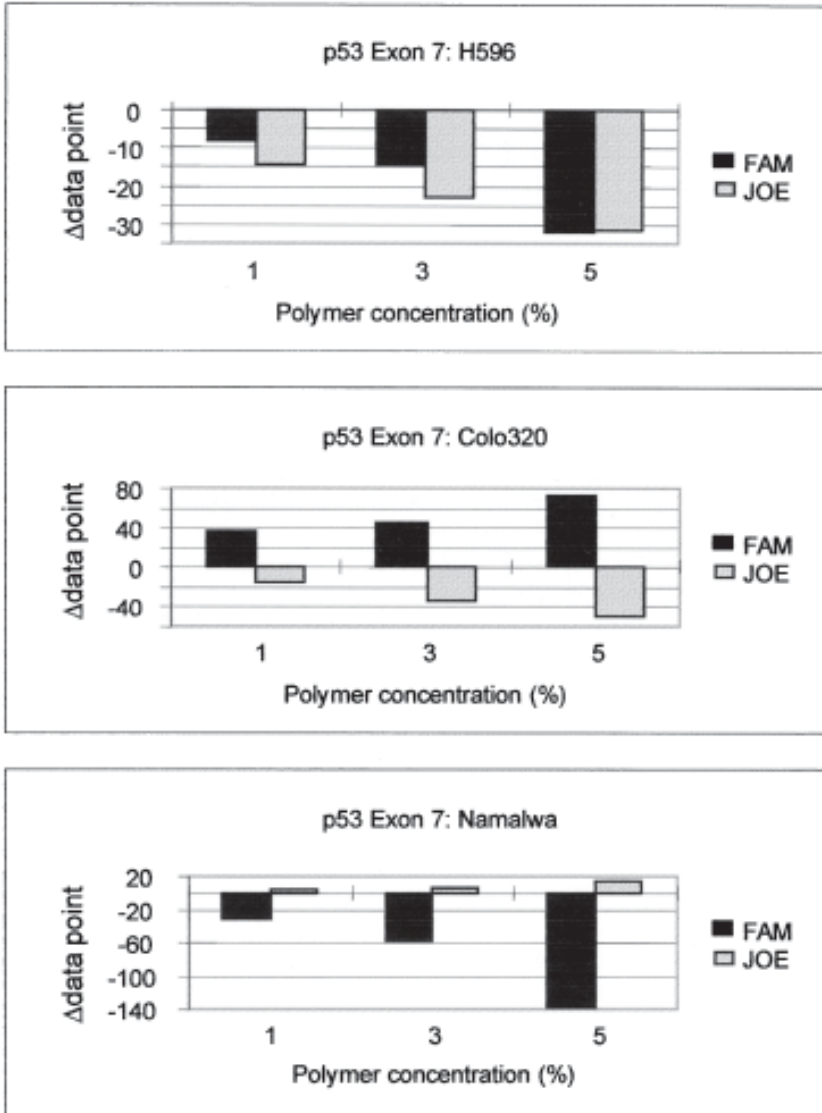 p53 Exon 7: H596
0
-10
-20
-30
Δdata point
FAM
JOE
1 3 5
Polymer concentration (%)
p53 Exon 7: Colo320
80
40
0
-40
Δdata point
FAM
JOE
1 3 5
Polymer concentration (%)
p53 Exon 7: Namalwa
20
-20
-60
-100
-140
Δdata point
FAM
JOE
1 3 5
Polymer concentration (%)